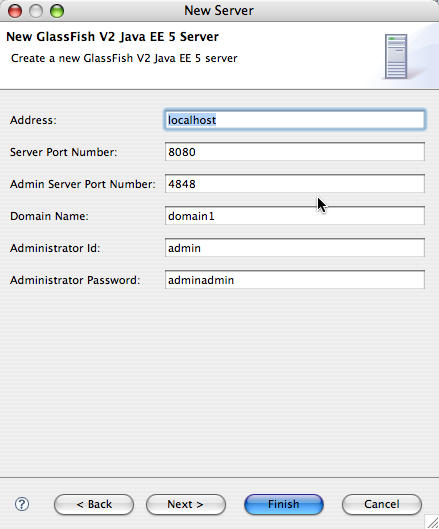 New Server
New GlassFish V2 Java EE 5 Server
Create a new GlassFish V2 Java EE 5 server
Address: localhost
Server Port Number: 8080
Admin Server Port Number: 4848
Domain Name: domain1
Administrator Id: admin
Administrator Password: adminadmin
? < Back Next > Finish Cancel